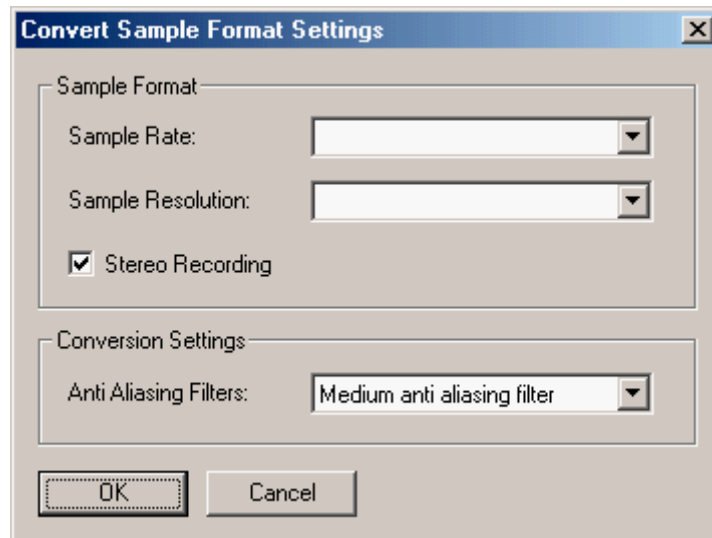 Convert Sample Format Settings
Sample Format
Sample Rate:
Sample Resolution:
Stereo Recording
Conversion Settings
Anti Aliasing Filters: Medium anti aliasing filter
OK Cancel